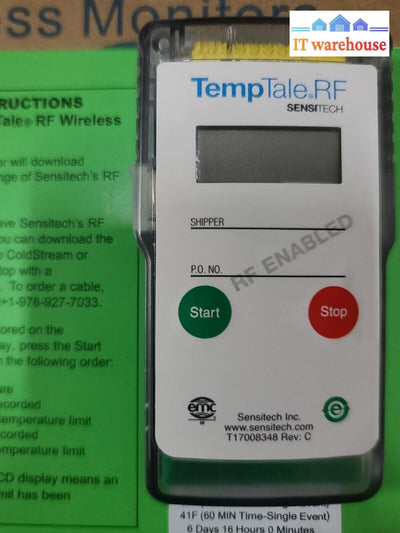 ess Monitors
IT warehouse
TempTale®RF
SENSITECH
SHIPPER
P.O. NO.
RF ENABLED
Start
Stop
emc
Sensitech Inc.
www.sensitech.com
T17008348 Rev: C
RUCTIONS
ale® RF Wireless
er will download
nge of Sensitech's RF
ave Sensitech's RF
ou can download the
o ColdStream or
top with a
. To order a cable,
+1-978-927-7033.
tored on the
ay, press the Start
n the following order:
ure
corded
emperature limit
corded
emperature limit
CD display means an
mit has been
41F (60 MIN Time-Single Event)
6 Days 16 Hours 0 Minutes